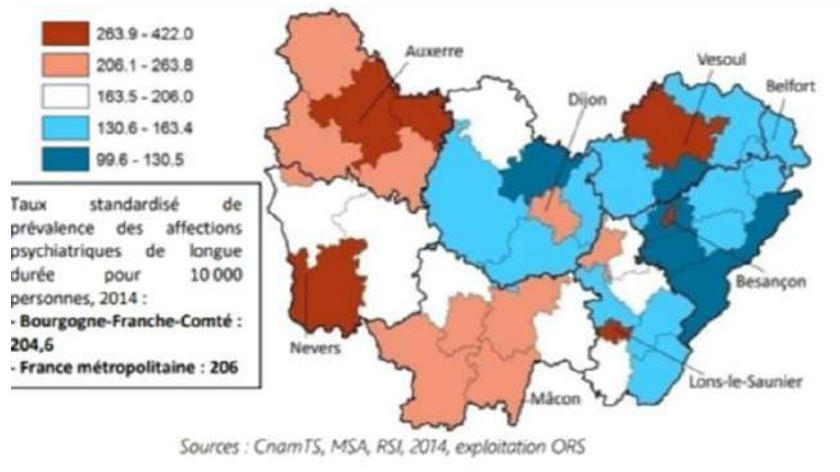 263.9 - 422.0
206.1 - 263.8
163.5 - 206.0
130.6 - 163.4
99.6 - 130.5
Auxerre
Vesoul
Belfort
Dijon
Taux standardisé de
prévalence des affections
psychiatriques de longue
durée pour 10 000
personnes, 2014 :
- Bourgogne-Franche-Comté :
204,6
- France métropolitaine : 206
Besançon
Nevers
Lons-le-Saunier
Mâcon
Sources : CnamTS, MSA, RSI, 2014, exploitation ORS